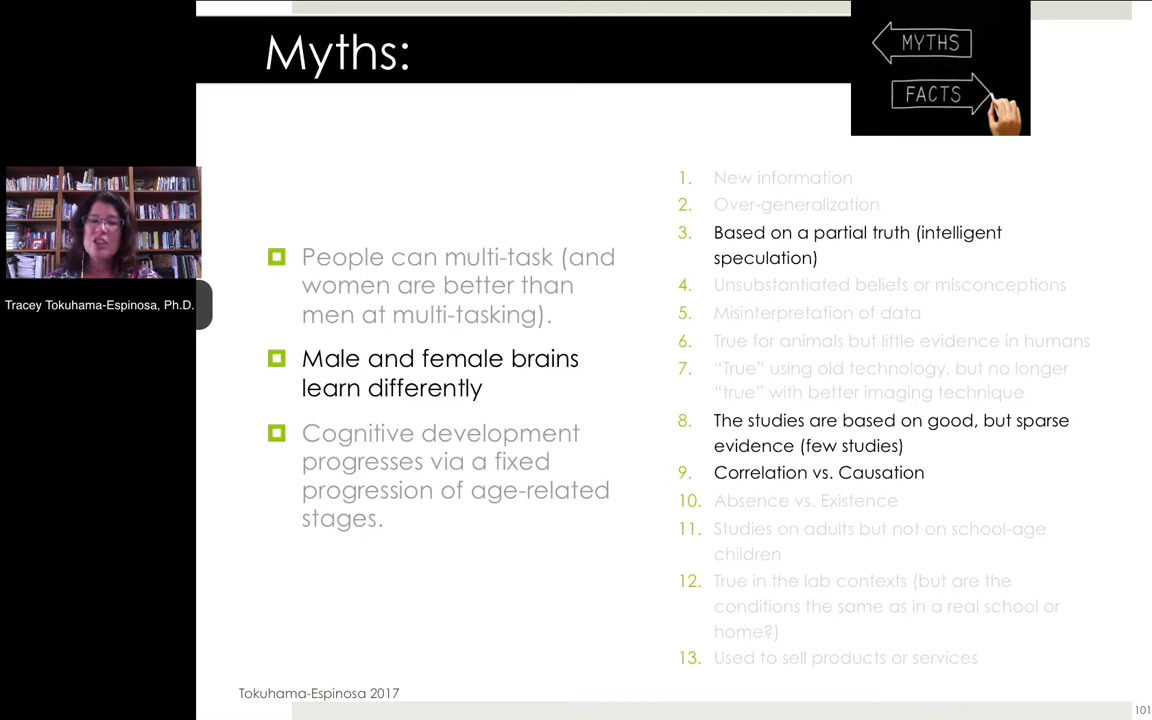 Myths:
MYTHS
FACTS
Tracey Tokuhama-Espinosa, Ph.D.
People can multi-task (and
women are better than
men at multi-tasking).
Male and female brains
learn differently
Cognitive development
progresses via a fixed
progression of age-related
stages.
1. New information
2. Over-generalization
3. Based on a partial truth (intelligent
speculation)
4. Unsubstantiated beliefs or misconceptions
5. Misinterpretation of data
6. True for animals but little evidence in humans
7. “True” using old technology, but no longer
“true” with better imaging technique
8. The studies are based on good, but sparse
evidence (few studies)
9. Correlation vs. Causation
10. Absence vs. Existence
11. Studies on adults but not on school-age
children
12. True in the lab contexts (but are the
conditions the same as in a real school or
home?)
13. Used to sell products or services
Tokuhama-Espinosa 2017
101